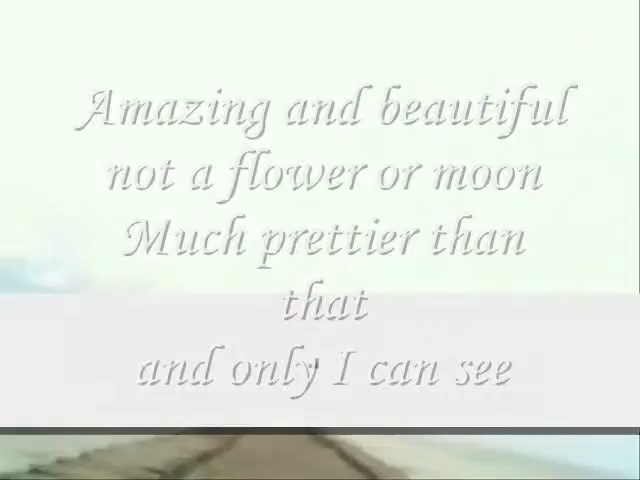 Amazing and beautiful
not a flower or moon
Much prettier than
that
and only I can see